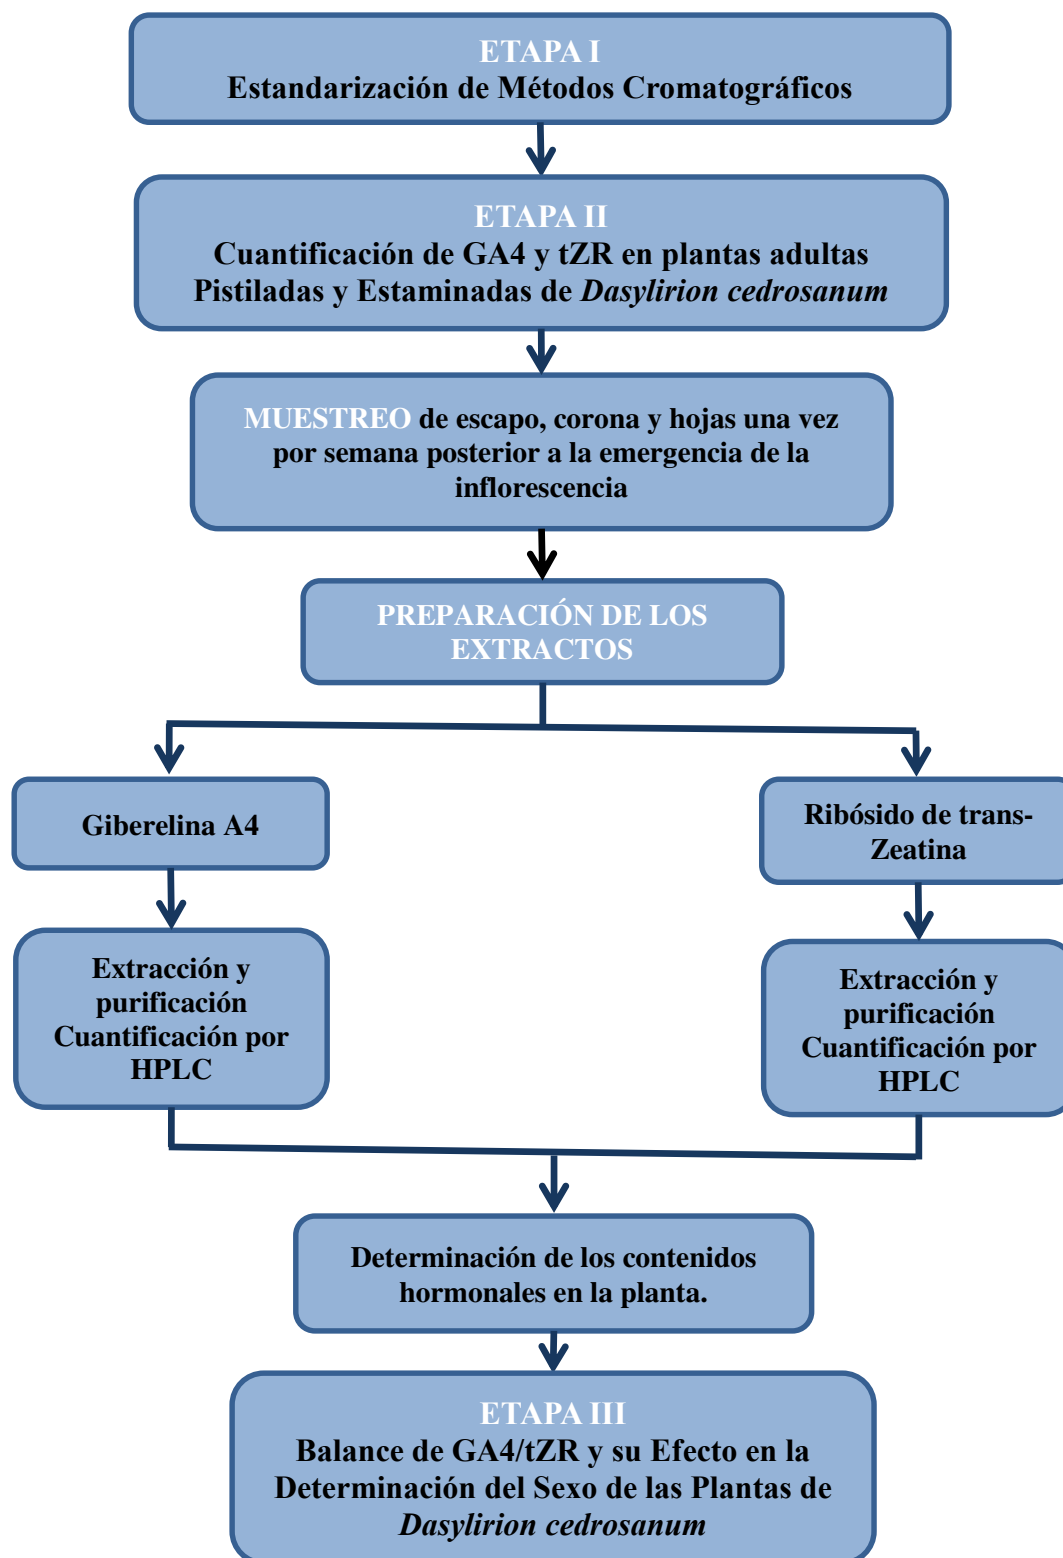 ETAPA I
Estandarización de Métodos Cromatográficos
ETAPA II
Cuantificación de GA4 y tZR en plantas adultas
Pistiladas y Estaminadas de Dasylirion cedrosanum
MUESTREO de escapo, corona y hojas una vez
por semana posterior a la emergencia de la
inflorescencia
PREPARACIÓN DE LOS
EXTRACTOS
Giberelina A4
Ribósido de trans-
Zeatina
Extracción y
purificación
Cuantificación por
HPLC
Extracción y
purificación
Cuantificación por
HPLC
Determinación de los contenidos
hormonales en la planta.
ETAPA III
Balance de GA4/tZR y su Efecto en la
Determinación del Sexo de las Plantas de
Dasylirion cedrosanum